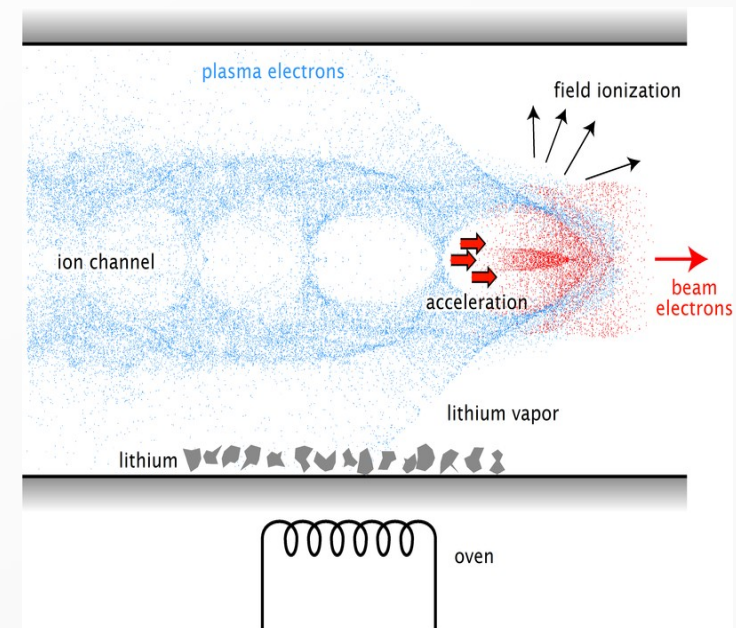 plasma electrons
field ionization
ion channel
acceleration
beam
electrons
lithium vapor
lithium
oven